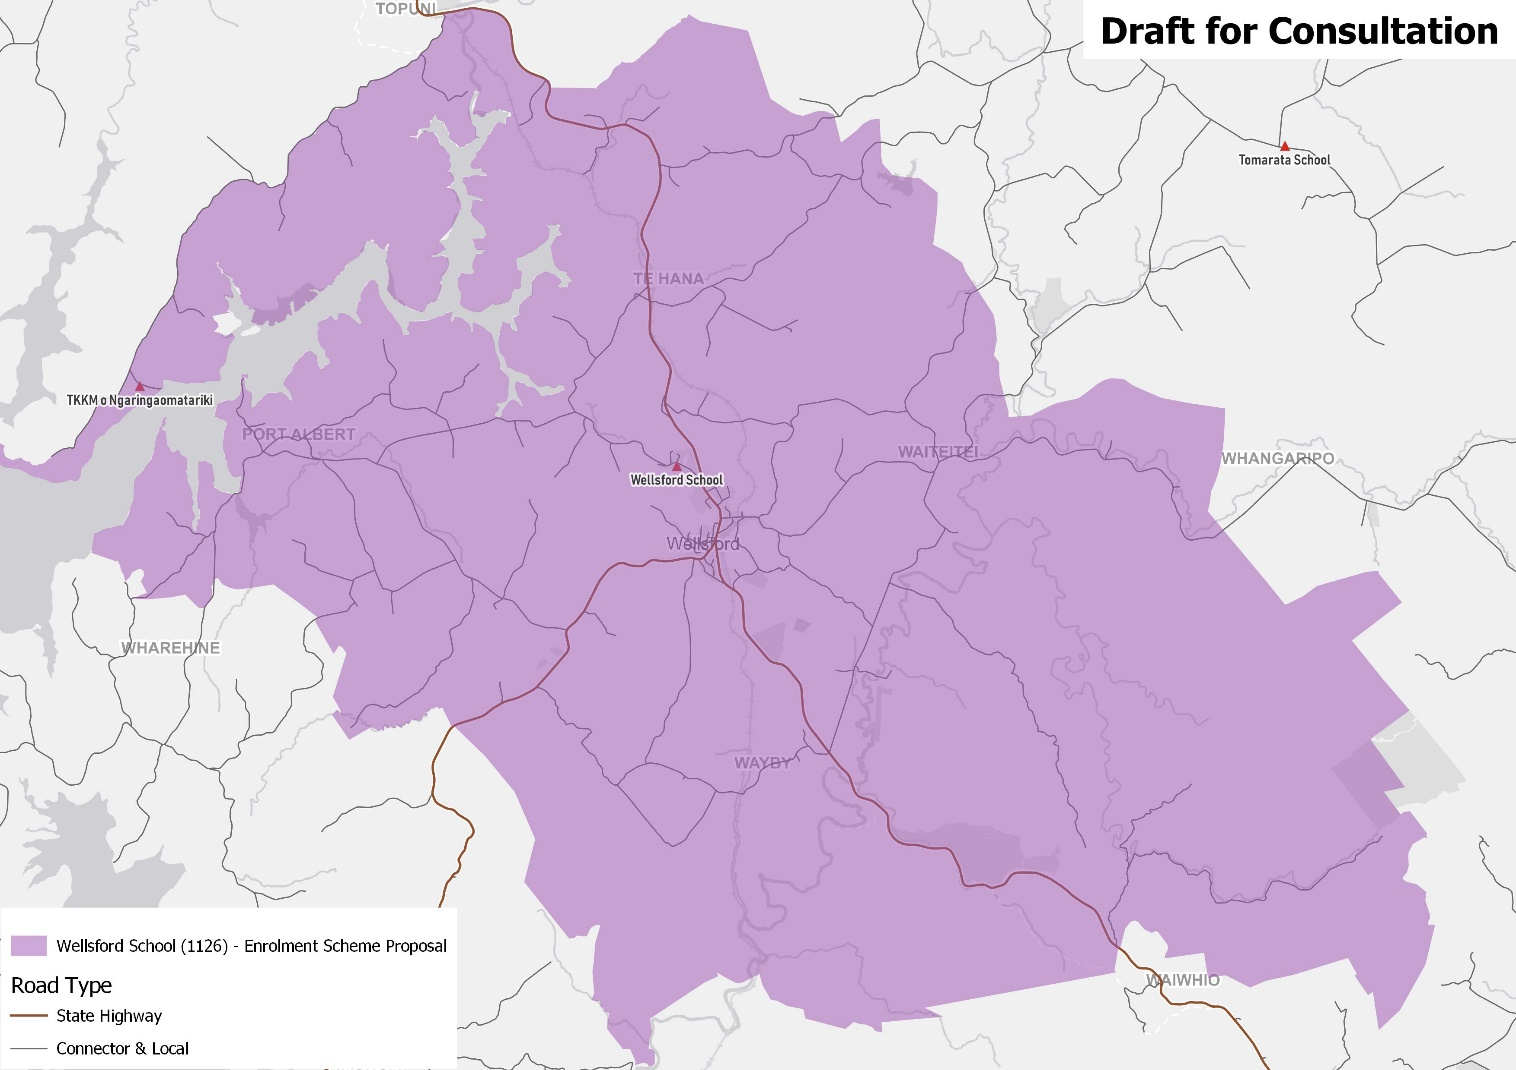 TOPUNI
Draft for Consultation
Tomarata School
TE HANA
TKKM o Ngaringaomatariki
PORT ALBERT
WAITEITEI
WHANGARIPO
Wellsford School
Wellsford
WHAREHINE
WAYBY
WAIWHIO
Wellsford School (1126) - Enrolment Scheme Proposal
Road Type
State Highway
Connector & Local